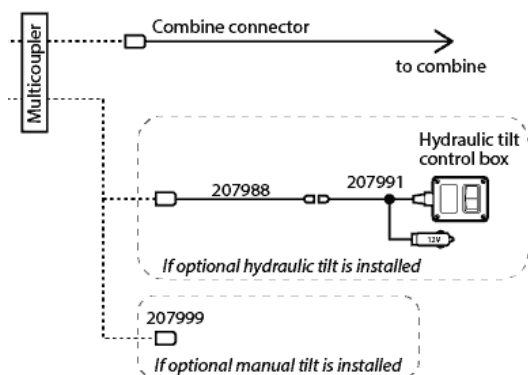 Multicoupler
Combine connector
to combine
Hydraulic tilt
control box
207988
207991
12V
If optional hydraulic tilt is installed
207999
If optional manual tilt is installed